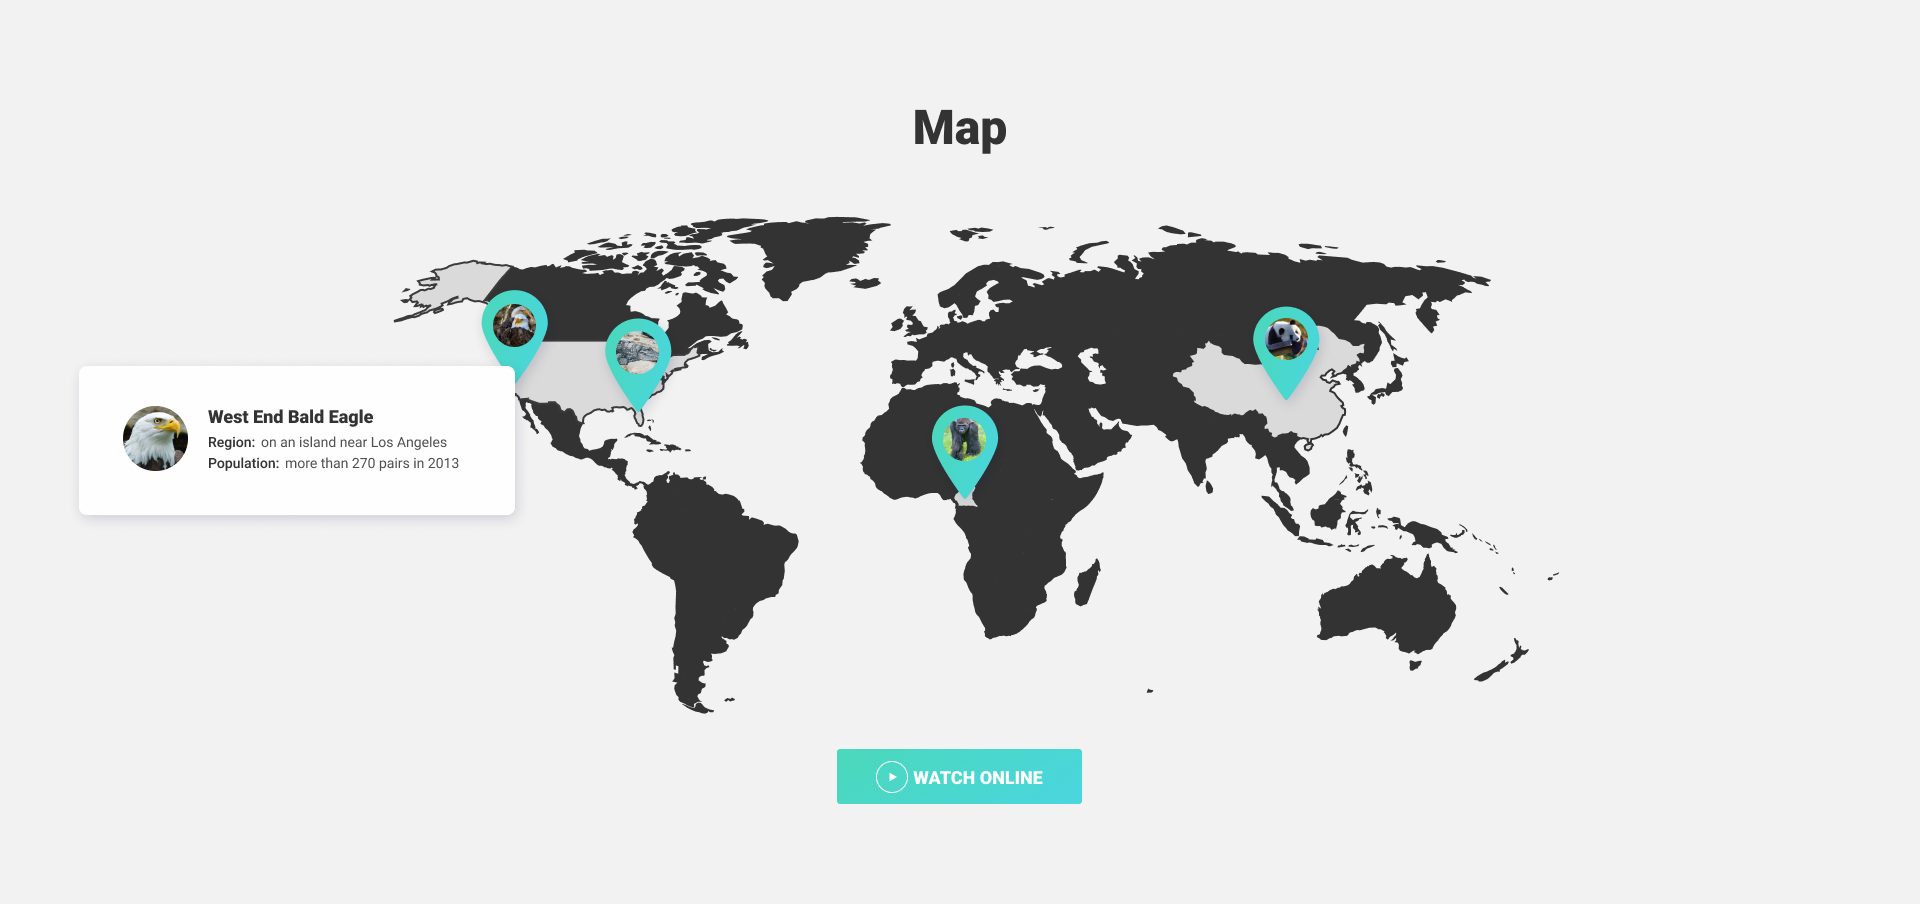 Map
West End Bald Eagle
Region: on an island near Los Angeles
Population: more than 270 pairs in 2013
WATCH ONLINE